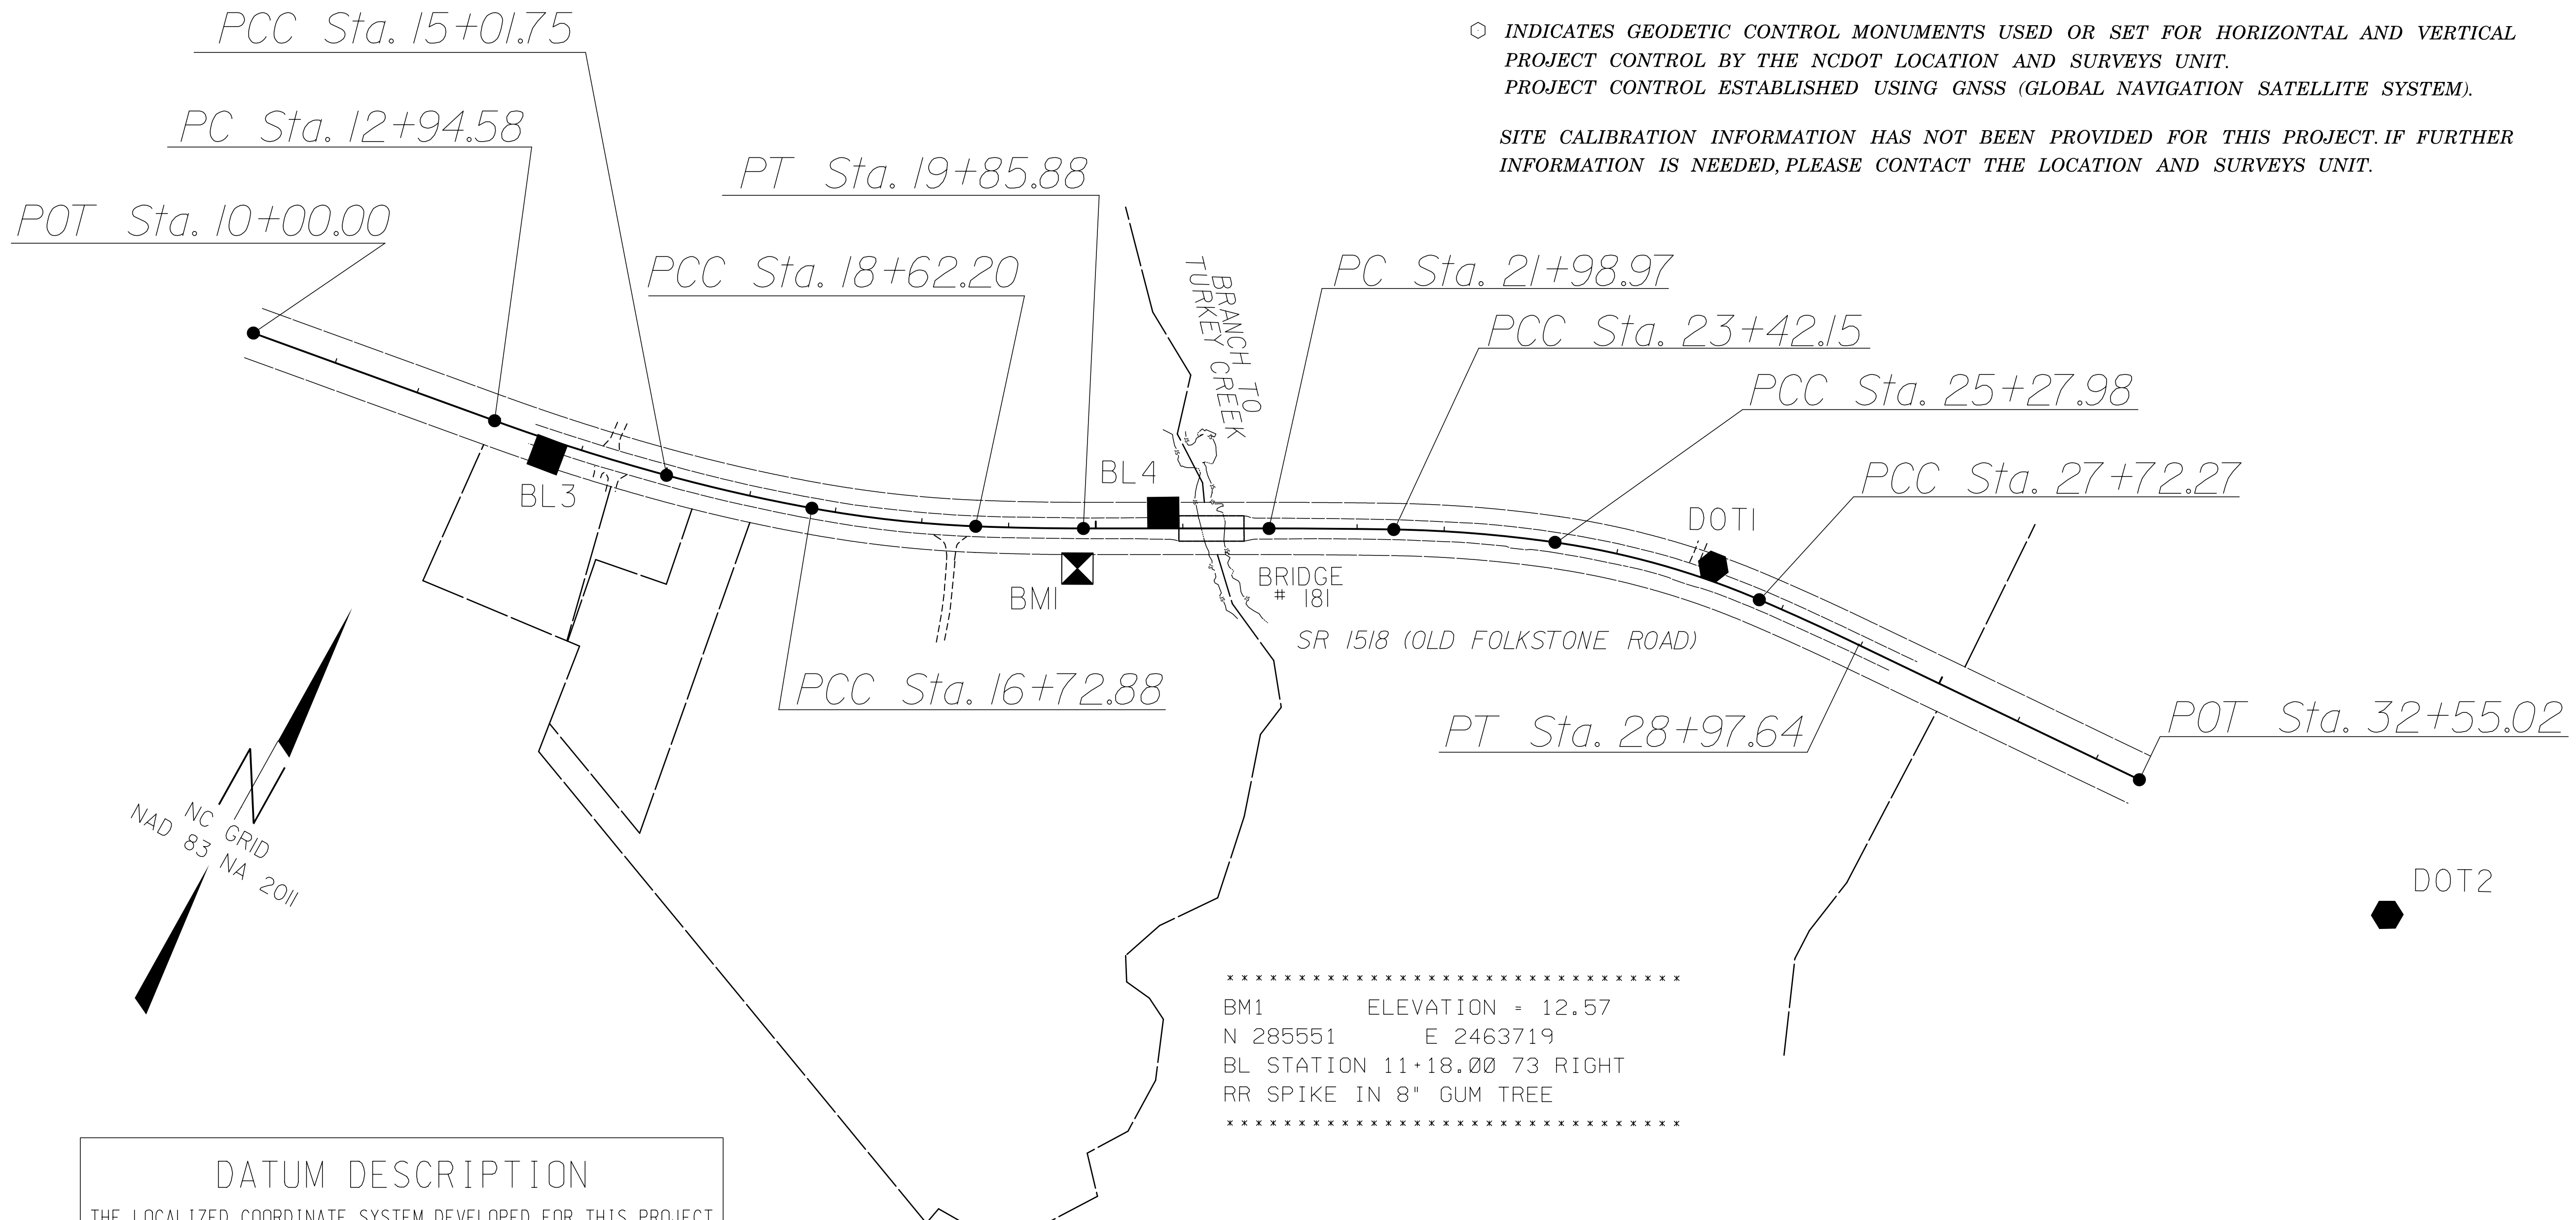 PCC Sta. 15+01.75
PC Sta. 12+94.58
POT Sta. 10+00.00
PT Sta. 19+85.88
PCC Sta. 18+62.20
⬡ INDICATES GEODETIC CONTROL MONUMENTS USED OR SET FOR HORIZONTAL AND VERTICAL
PROJECT CONTROL BY THE NCDOT LOCATION AND SURVEYS UNIT.
PROJECT CONTROL ESTABLISHED USING GNSS (GLOBAL NAVIGATION SATELLITE SYSTEM).
SITE CALIBRATION INFORMATION HAS NOT BEEN PROVIDED FOR THIS PROJECT. IF FURTHER
INFORMATION IS NEEDED, PLEASE CONTACT THE LOCATION AND SURVEYS UNIT.
BRANCH TO
TURKEY CREEK
PC Sta. 21+98.97
PCC Sta. 23+42.15
PCC Sta. 25+27.98
PCC Sta. 27+72.27
BL3
BL4
BM1
DOT1
BRIDGE
# 181
SR 1518 (OLD FOLKSTONE ROAD)
PCC Sta. 16+72.88
PT Sta. 28+97.64
POT Sta. 32+55.02
NC GRID
NAD 83 NA 2011
DOT2
* * * * * * * * * * * * * * * * * * * * * * * * * * * * * * * *
BM1 ELEVATION = 12.57
N 285551 E 2463719
BL STATION 11+18.00 73 RIGHT
RR SPIKE IN 8" GUM TREE
* * * * * * * * * * * * * * * * * * * * * * * * * * * * * * * *
DATUM DESCRIPTION
THE LOCALIZED COORDINATE SYSTEM DEVELOPED FOR THIS PROJECT